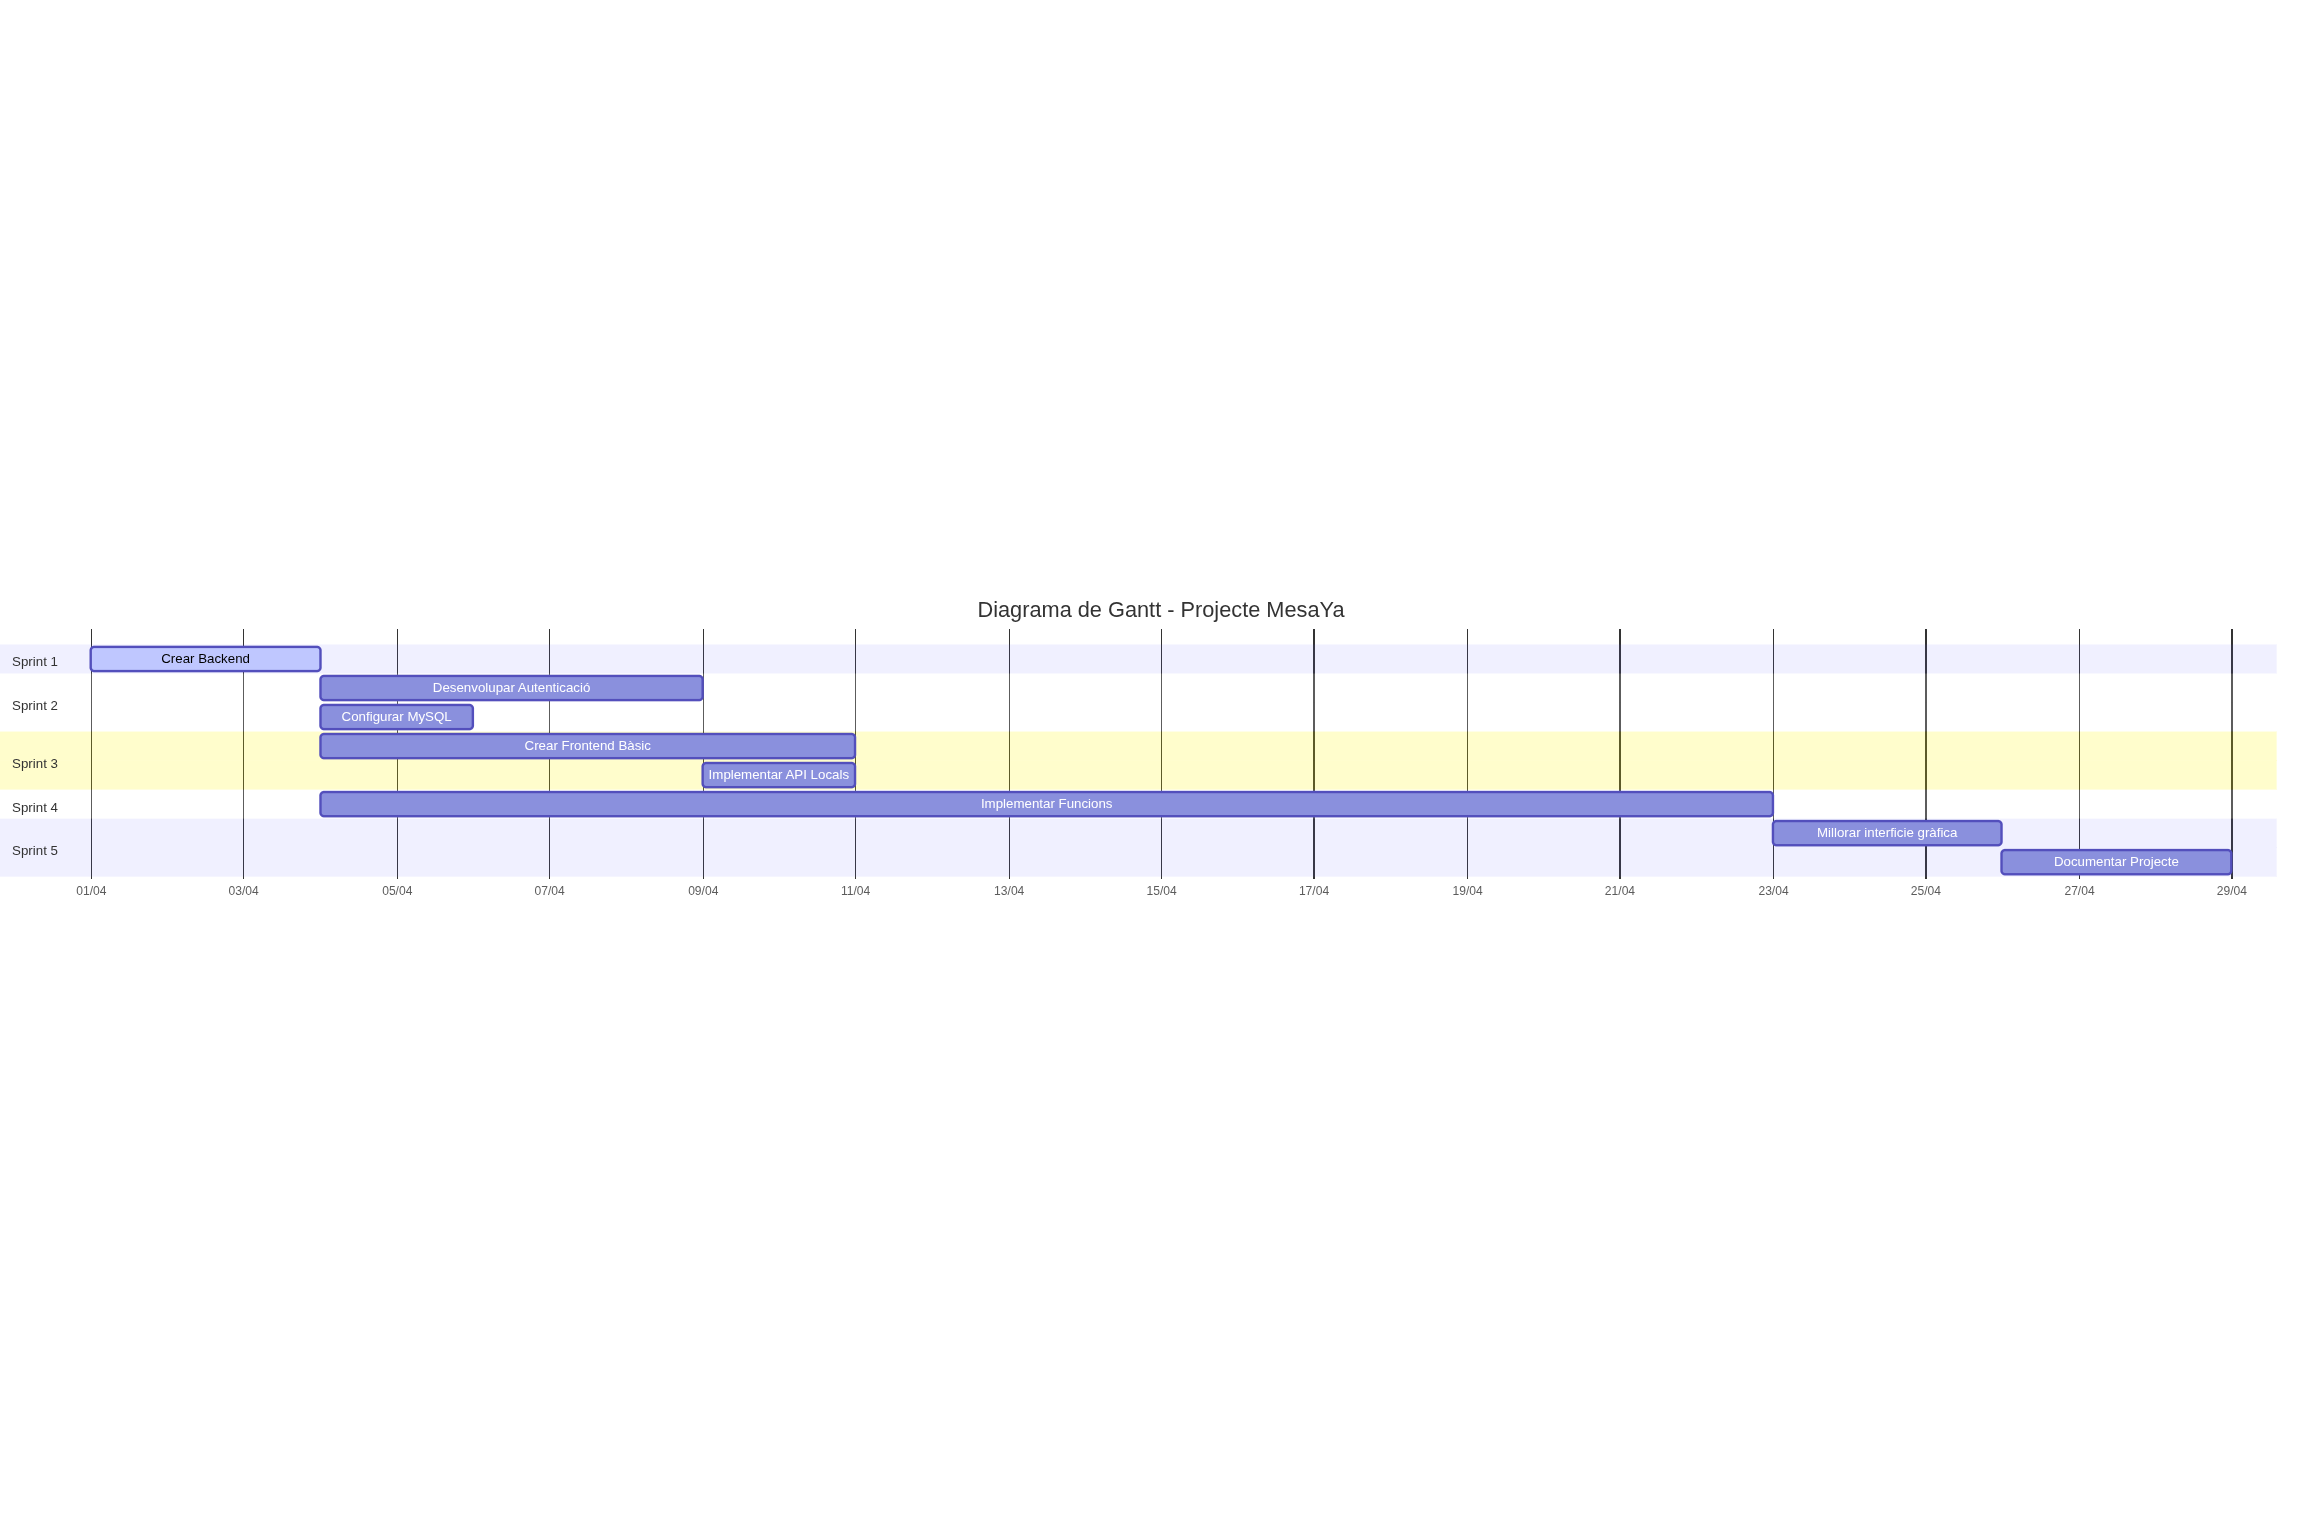 Diagrama de Gantt - Projecte MesaYa
Sprint 1
Crear Backend
Sprint 2
Desenvolupar Autenticació
Configurar MySQL
Sprint 3
Crear Frontend Bàsic
Implementar API Locals
Sprint 4
Implementar Funcions
Sprint 5
Millorar interficie gràfica
Documentar Projecte
01/04 03/04 05/04 07/04 09/04 11/04 13/04 15/04 17/04 19/04 21/04 23/04 25/04 27/04 29/04